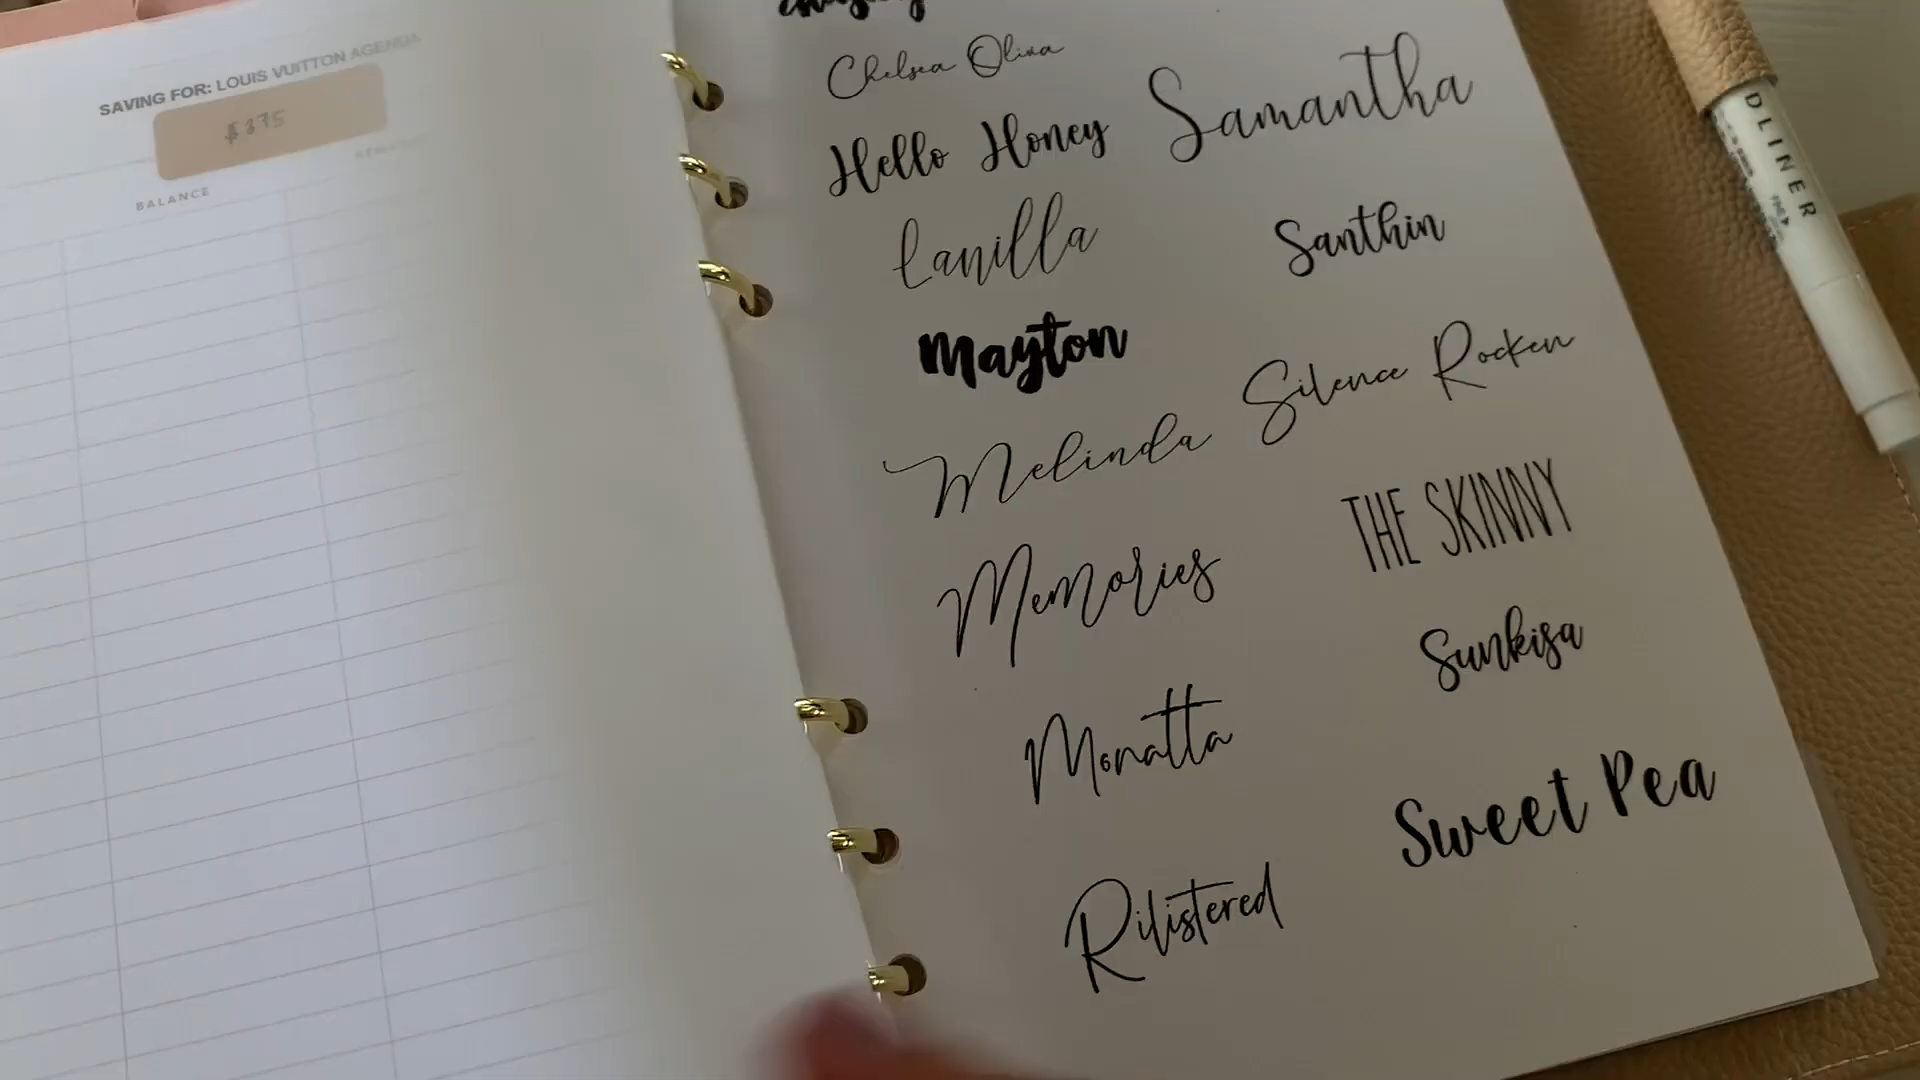 SAVING FOR: LOUIS VUITTON AGENDA
$375
BALANCE
Chelsea Oliva
Hello Honey
Samantha
Lanilla
Santhin
Mayton
Silence Rocken
Melinda
THE SKINNY
Memories
Sunkisa
Monatta
Sweet Pea
Rilistered
DLINER